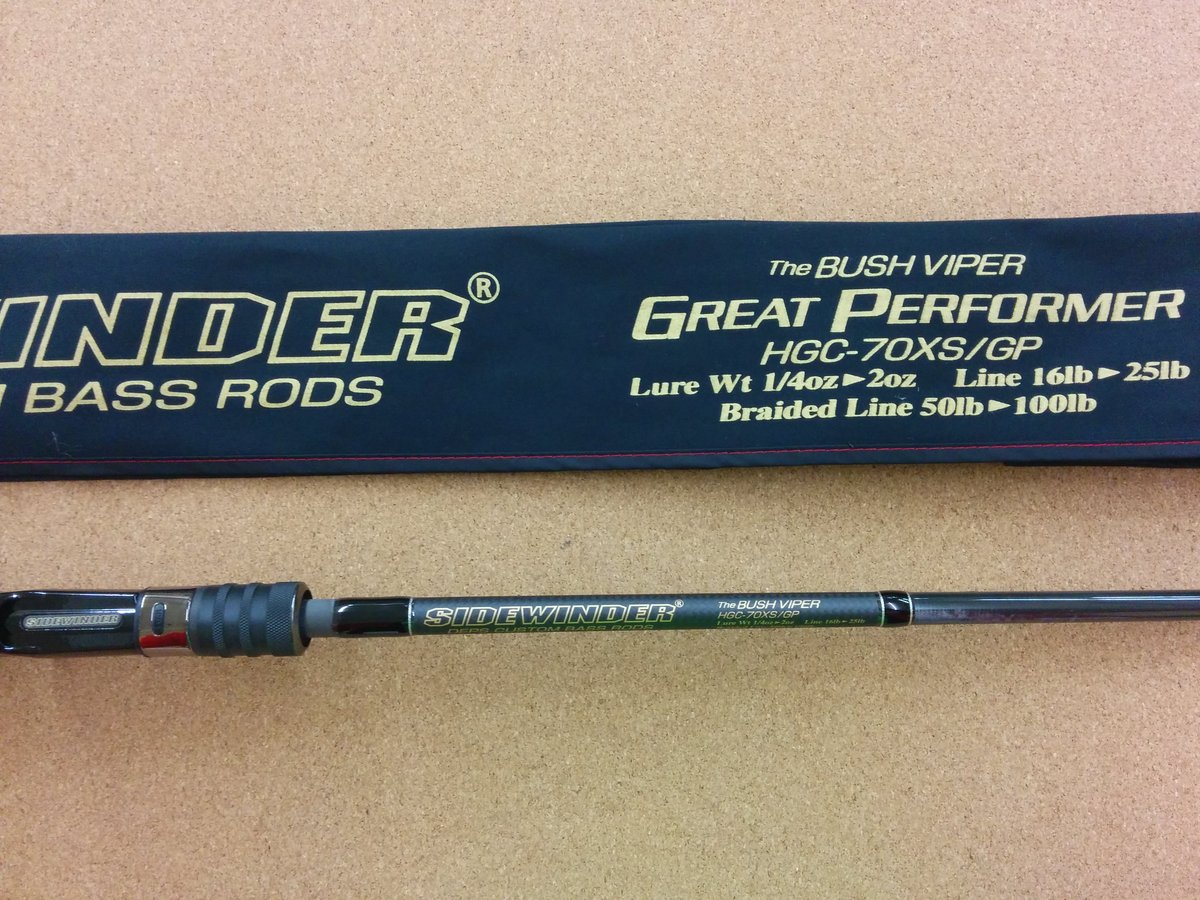 WINDER®
M BASS RODS
The BUSH VIPER
GREAT PERFORMER
HGC-70XS/GP
Lure Wt 1/4oz▶2oz Line 16lb▶25lb
Braided Line 50lb▶100lb
SIDEWINDER
SIDEWINDER®
DEPS CUSTOM BASS RODS
The BUSH VIPER
HGC-70XS/GP
Lure Wt 1/4oz▶2oz Line 16lb▶25lb